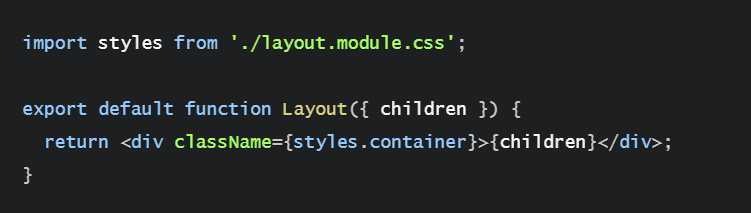 import styles from './layout.module.css';
export default function Layout({ children }) {
  return <div className={styles.container}>{children}</div>;
}